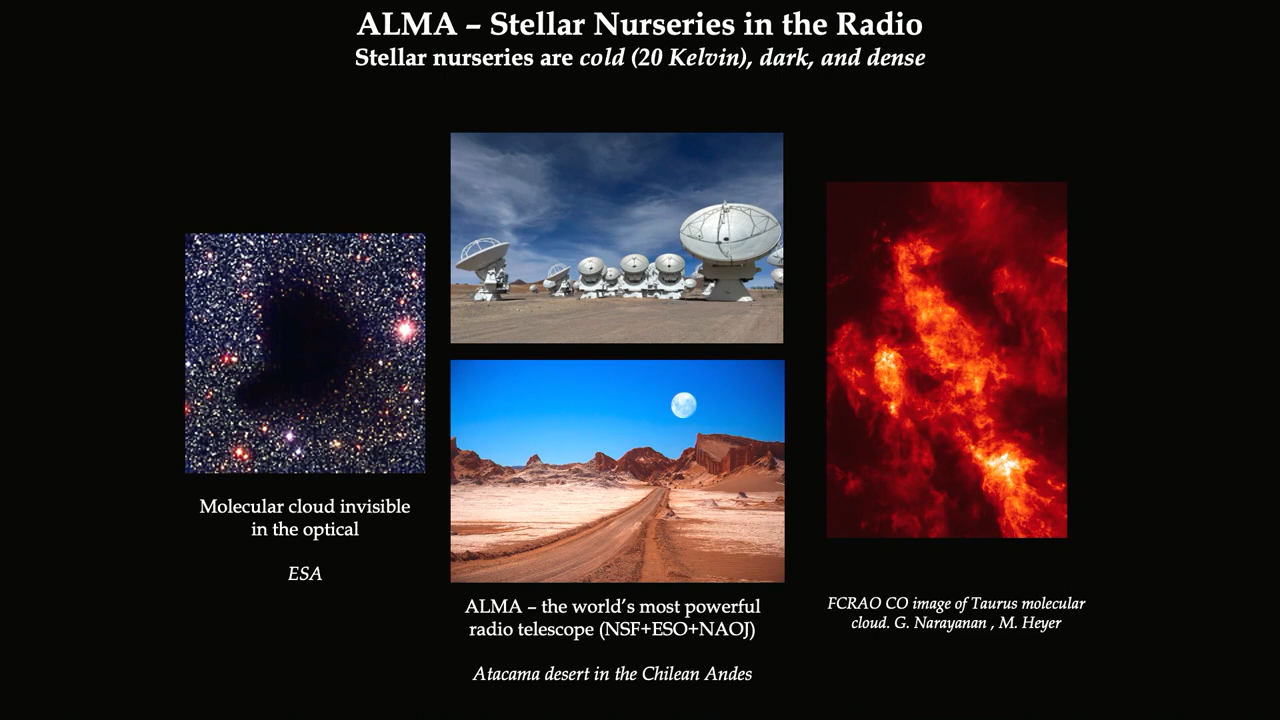 ALMA – Stellar Nurseries in the Radio
Stellar nurseries are cold (20 Kelvin), dark, and dense
Molecular cloud invisible
in the optical
ESA
ALMA – the world's most powerful
radio telescope (NSF+ESO+NAOJ)
Atacama desert in the Chilean Andes
FCRAO CO image of Taurus molecular
cloud. G. Narayanan , M. Heyer